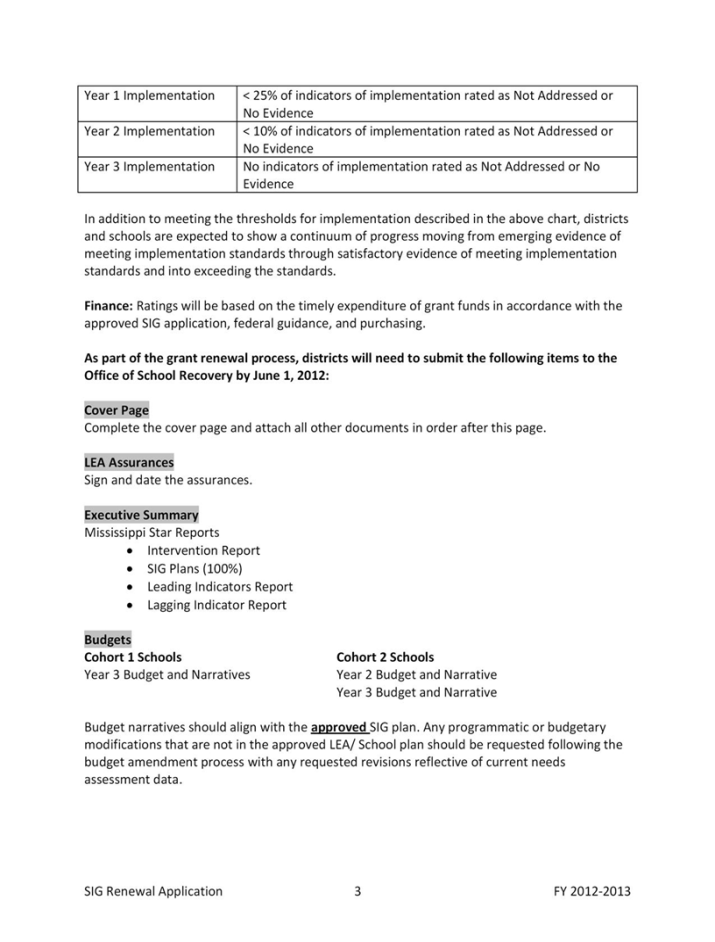 Year 1 Implementation < 25% of indicators of implementation rated as Not Addressed or
No Evidence
Year 2 Implementation < 10% of indicators of implementation rated as Not Addressed or
No Evidence
Year 3 Implementation No indicators of implementation rated as Not Addressed or No
Evidence
In addition to meeting the thresholds for implementation described in the above chart, districts
and schools are expected to show a continuum of progress moving from emerging evidence of
meeting implementation standards through satisfactory evidence of meeting implementation
standards and into exceeding the standards.
Finance: Ratings will be based on the timely expenditure of grant funds in accordance with the
approved SIG application, federal guidance, and purchasing.
As part of the grant renewal process, districts will need to submit the following items to the
Office of School Recovery by June 1, 2012:
Cover Page
Complete the cover page and attach all other documents in order after this page.
LEA Assurances
Sign and date the assurances.
Executive Summary
Mississippi Star Reports
• Intervention Report
• SIG Plans (100%)
• Leading Indicators Report
• Lagging Indicator Report
Budgets
Cohort 1 Schools Cohort 2 Schools
Year 3 Budget and Narratives Year 2 Budget and Narrative
Year 3 Budget and Narrative
Budget narratives should align with the approved SIG plan. Any programmatic or budgetary
modifications that are not in the approved LEA/ School plan should be requested following the
budget amendment process with any requested revisions reflective of current needs
assessment data.
SIG Renewal Application 3 FY 2012-2013